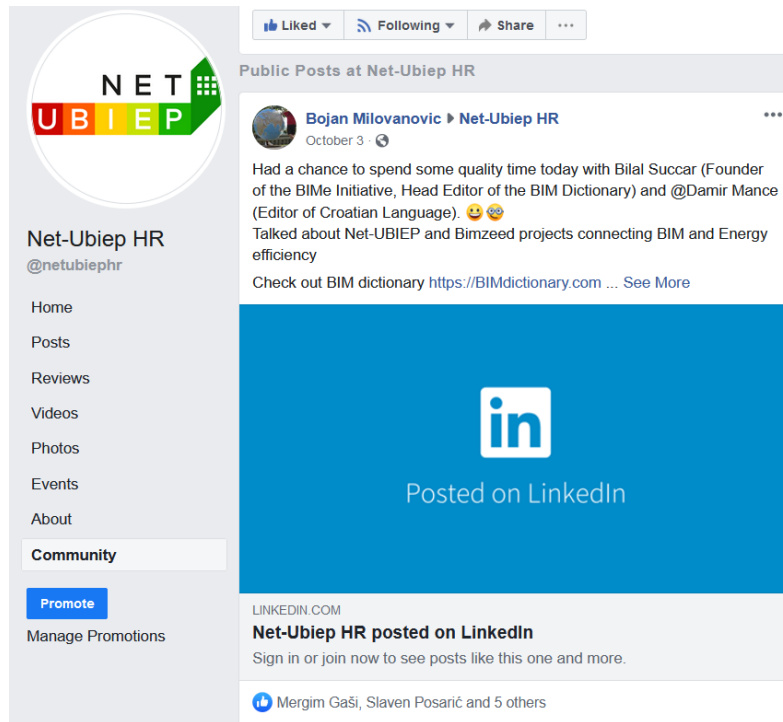 NET
UBIEP
Net-Ubiep HR
@netubiephr
Home
Posts
Reviews
Videos
Photos
Events
About
Community
Promote
Manage Promotions
Liked
Following
Share
Public Posts at Net-Ubiep HR
Bojan Milovanovic Net-Ubiep HR
October 3 ·
Had a chance to spend some quality time today with Bilal Succar (Founder
of the BIMe Initiative, Head Editor of the BIM Dictionary) and @Damir Mance
(Editor of Croatian Language). 😀🤓
Talked about Net-UBIEP and Bimzeed projects connecting BIM and Energy
efficiency
Check out BIM dictionary https://BIMdictionary.com ... See More
in
Posted on LinkedIn
LINKEDIN.COM
Net-Ubiep HR posted on LinkedIn
Sign in or join now to see posts like this one and more.
Mergim Gaši, Slaven Posarić and 5 others